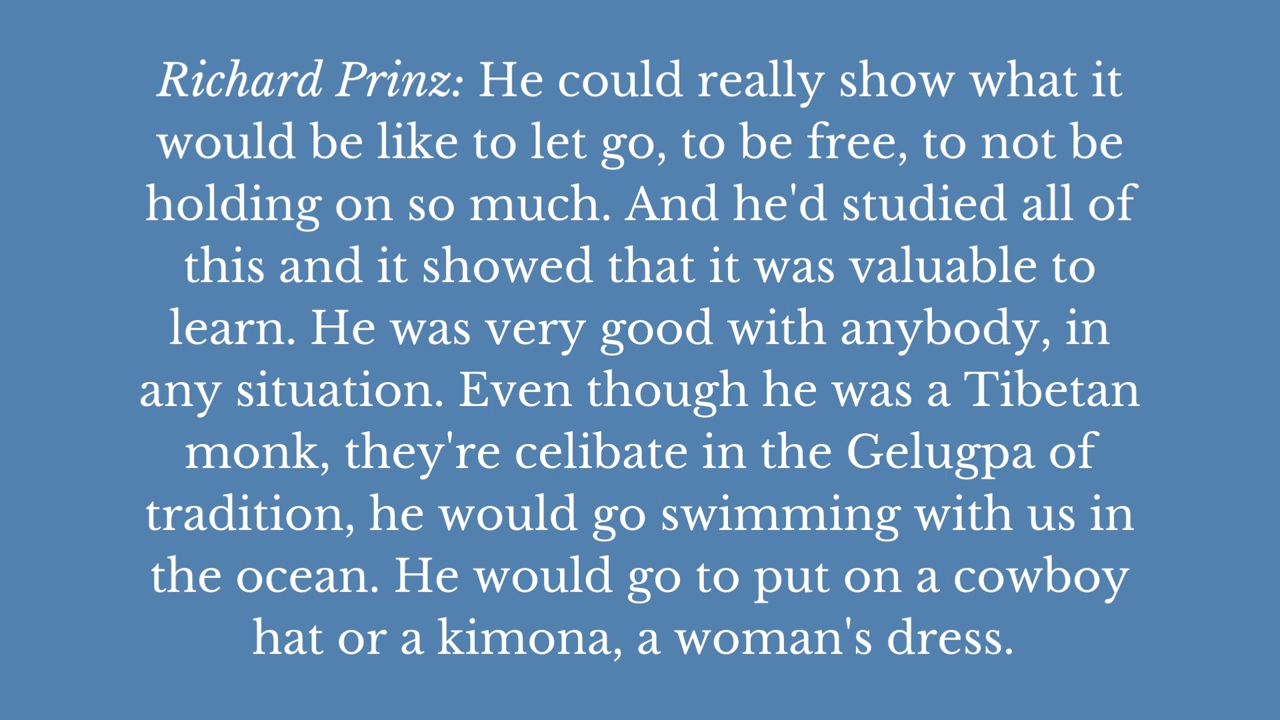 Richard Prinz: He could really show what it
would be like to let go, to be free, to not be
holding on so much. And he'd studied all of
this and it showed that it was valuable to
learn. He was very good with anybody, in
any situation. Even though he was a Tibetan
monk, they're celibate in the Gelugpa of
tradition, he would go swimming with us in
the ocean. He would go to put on a cowboy
hat or a kimona, a woman's dress.